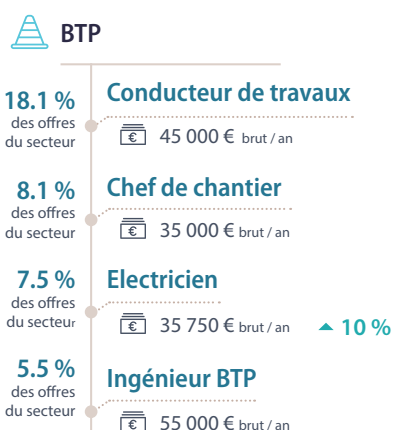 BTP
18.1 %
des offres
du secteur
Conducteur de travaux
45 000 € brut / an
8.1 %
des offres
du secteur
Chef de chantier
35 000 € brut / an
7.5 %
des offres
du secteur
Electricien
35 750 € brut / an
10 %
5.5 %
des offres
du secteur
Ingénieur BTP
55 000 € brut / an